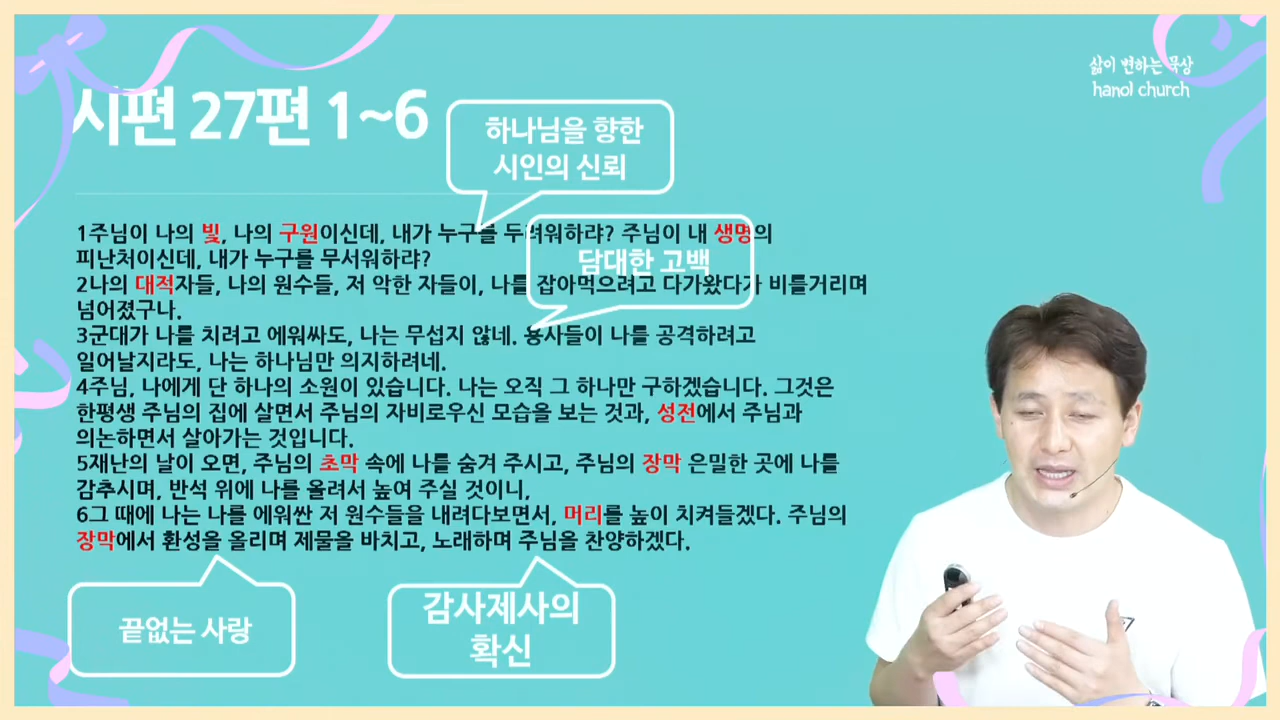 시편 27편 1~6
삶이 변하는 묵상
hanol church
하나님을 향한
시인의 신뢰
1주님이 나의 빛, 나의 구원이신데, 내가 누구를 두려워하랴? 주님이 내 생명의
피난처이신데, 내가 누구를 무서워하랴?
담대한 고백
2나의 대적자들, 나의 원수들, 저 악한 자들이, 나를 잡아먹으려고 다가왔다가 비틀거리며
넘어졌구나.
3군대가 나를 치려고 에워싸도, 나는 무섭지 않네. 용사들이 나를 공격하려고
일어날지라도, 나는 하나님만 의지하려네.
4주님, 나에게 단 하나의 소원이 있습니다. 나는 오직 그 하나만 구하겠습니다. 그것은
한평생 주님의 집에 살면서 주님의 자비로우신 모습을 보는 것과, 성전에서 주님과
의논하면서 살아가는 것입니다.
5재난의 날이 오면, 주님의 초막 속에 나를 숨겨 주시고, 주님의 장막 은밀한 곳에 나를
감추시며, 반석 위에 나를 올려서 높여 주실 것이니,
6그 때에 나는 나를 에워싼 저 원수들을 내려다보면서, 머리를 높이 치켜들겠다. 주님의
장막에서 환성을 올리며 제물을 바치고, 노래하며 주님을 찬양하겠다.
끝없는 사랑
감사제사의
확신